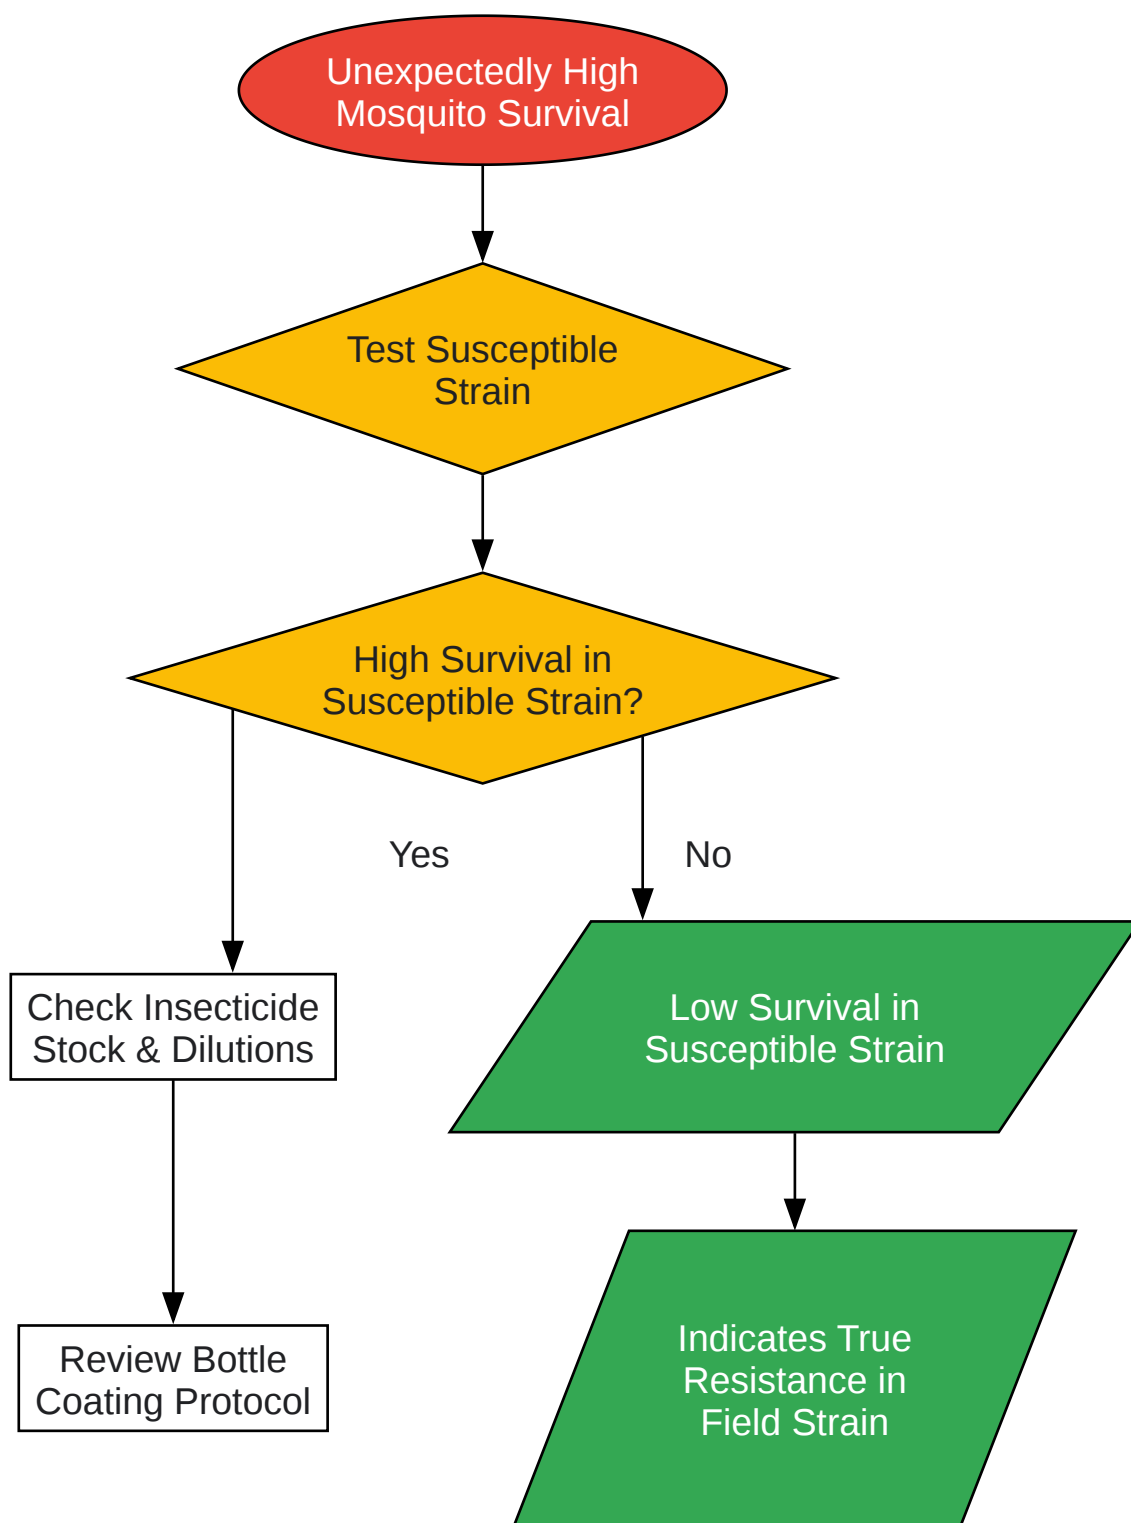 Unexpectedly High
Mosquito Survival
Test Susceptible
Strain
High Survival in
Susceptible Strain?
Yes
No
Check Insecticide
Stock & Dilutions
Low Survival in
Susceptible Strain
Review Bottle
Coating Protocol
Indicates True
Resistance in
Field Strain